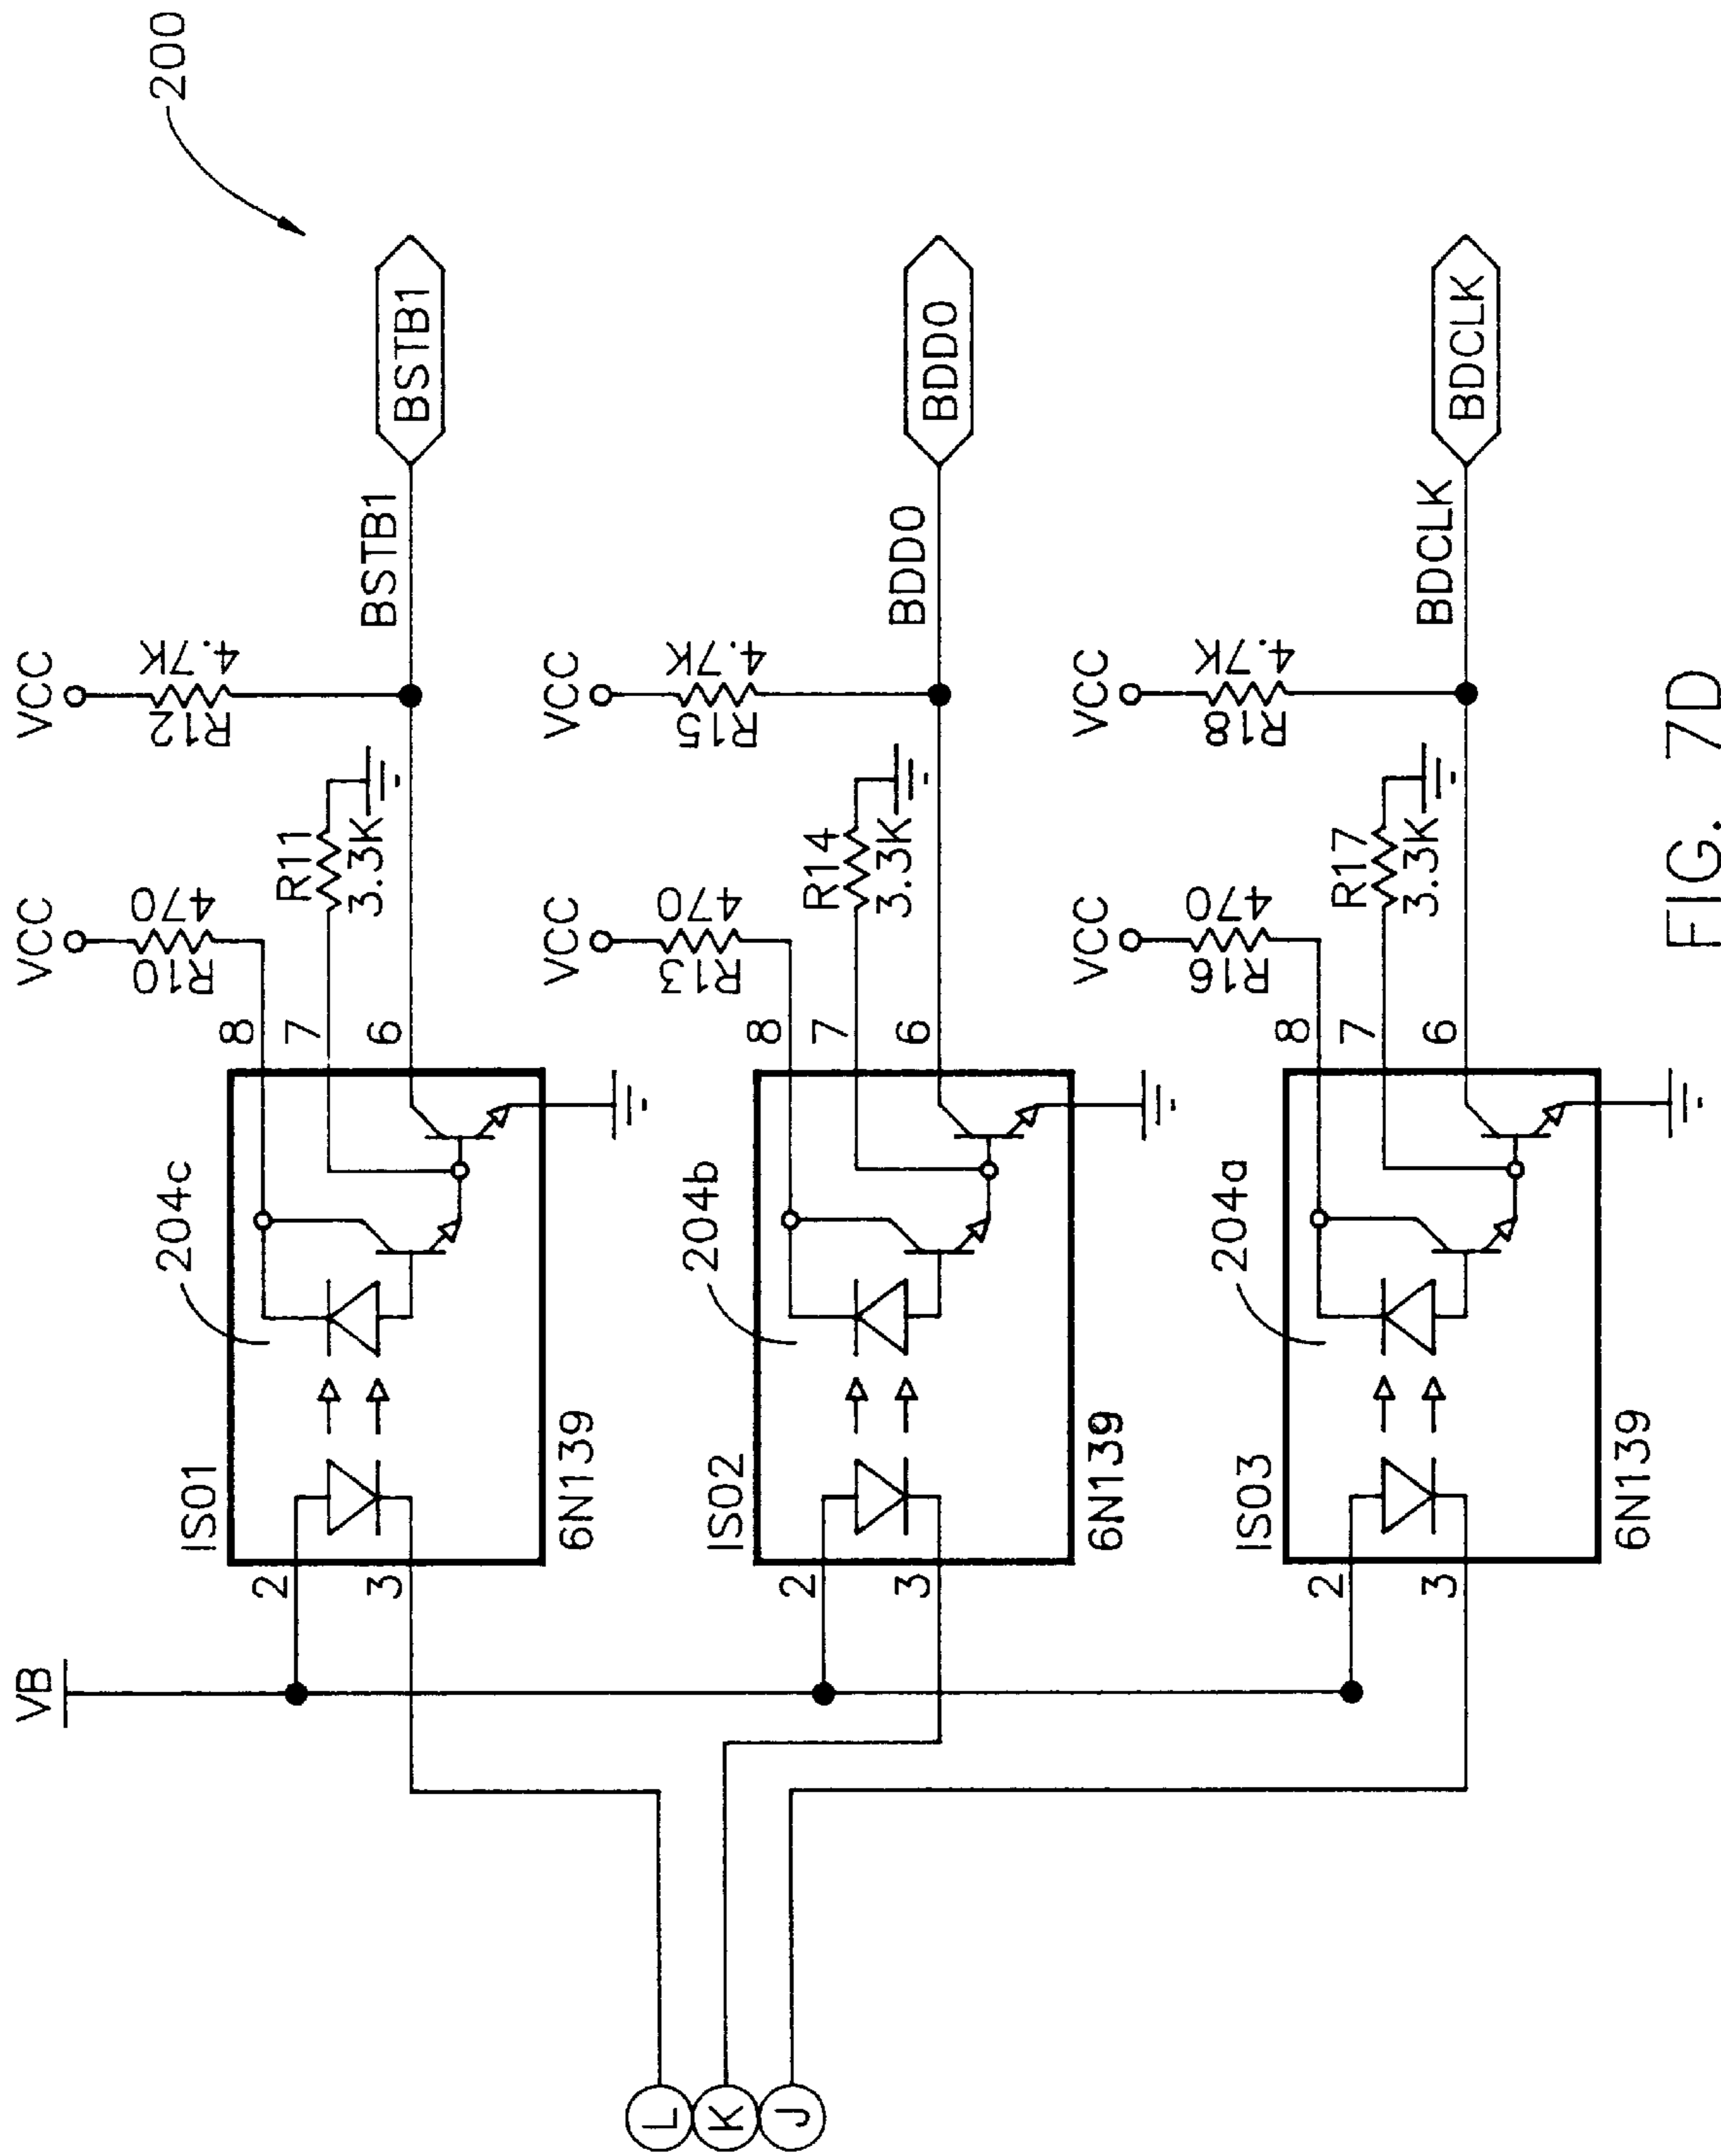 200
VB
VCC
470
R10
VCC
4.7K
R12
R11
3.3K
ISO1
204c
2
3
8
7
6
6N139
BSTB1
BSTB1
VCC
470
R13
VCC
4.7K
R15
R14
3.3K
ISO2
204b
2
3
8
7
6
6N139
BDD0
BDD0
VCC
470
R16
VCC
4.7K
R18
R17
3.3K
ISO3
204a
2
3
8
7
6
6N139
BDCLK
BDCLK
L
K
J
FIG. 7D